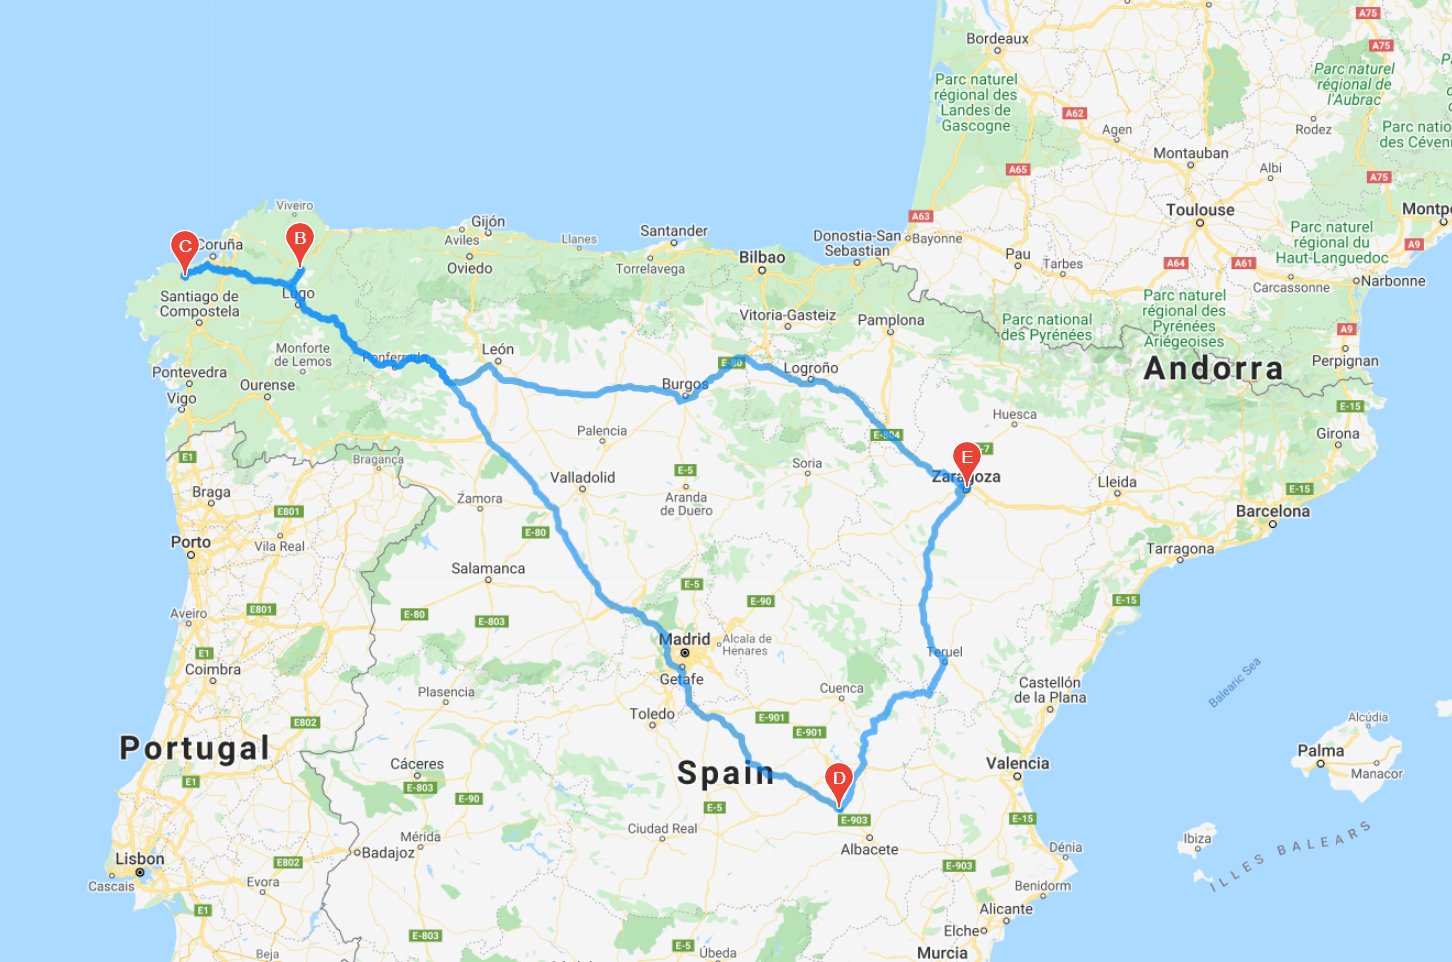 A75
Bordeaux
A75
Parc naturel
régional des
Landes de
Gascogne
Parc naturel
régional de
l'Aubrac
A62
Agen
Rodez
Parc natio
des Céven
Montauban
Albi
A65
A75
Viveiro
Toulouse
Montpe
A63
Gijón
Santander
Donostia-San
Sebastian
Bayonne
Parc naturel
régional du
Haut-Languedoc
A9
C
Coruña
B
Avilés
Llanes
Bilbao
Pau
Tarbes
A64
A61
Oviedo
Torrelavega
Carcassonne
Narbonne
Lugo
Santiago de
Compostela
Vitoria-Gasteiz
Pamplona
Parc national
des Pyrénées
Parc naturel
régional des
Pyrénées
Ariégeoises
A9
Monforte
de Lemos
Ponferrada
León
E-80
Logroño
Andorra
Perpignan
Pontevedra
Ourense
Burgos
Vigo
E-15
Huesca
Girona
Palencia
E-804
E1
Bragança
E
E-7
Zaragoza
Soria
E-5
Valladolid
Lleida
E-15
Braga
Zamora
Aranda
de Duero
Barcelona
E801
Porto
Vila Real
E-80
Tarragona
Salamanca
E-5
Aveiro
E801
E-80
E-803
E-90
E-15
Madrid
Alcala de
Henares
E1
Teruel
Coimbra
Getafe
Balearic Sea
Plasencia
Cuenca
Castellón
de la Plana
E802
Toledo
E-901
E-901
Alcúdia
Portugal
Palma
Manacor
Cáceres
Spain
D
Valencia
E1
E-803
E-90
E-5
E-903
E-15
Mérida
Ciudad Real
Ibiza
ILLES BALEARS
Badajoz
Albacete
Dénia
Lisbon
E802
E-903
Cascais
Evora
Benidorm
E1
Alicante
Elche
E-803
E-5
Beja
Úbeda
Murcia